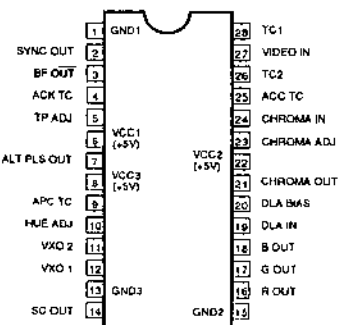 1 GND1
SYNC OUT 2
BF OUT 3
ACK TC 4
TP ADJ 5
6 VCC1 (+5V)
ALT PLS OUT 7
8 VCC3 (+5V)
APC TC 9
HUE ADJ 10
VXO 2 11
VXO 1 12
13 GND3
SC OUT 14
28 TC1
27 VIDEO IN
26 TC2
25 ACC TC
24 CHROMA IN
23 CHROMA ADJ
VCC2 (+5V) 22
21 CHROMA OUT
20 DLA BIAS
19 DLA IN
18 B OUT
17 G OUT
16 R OUT
GND2 15